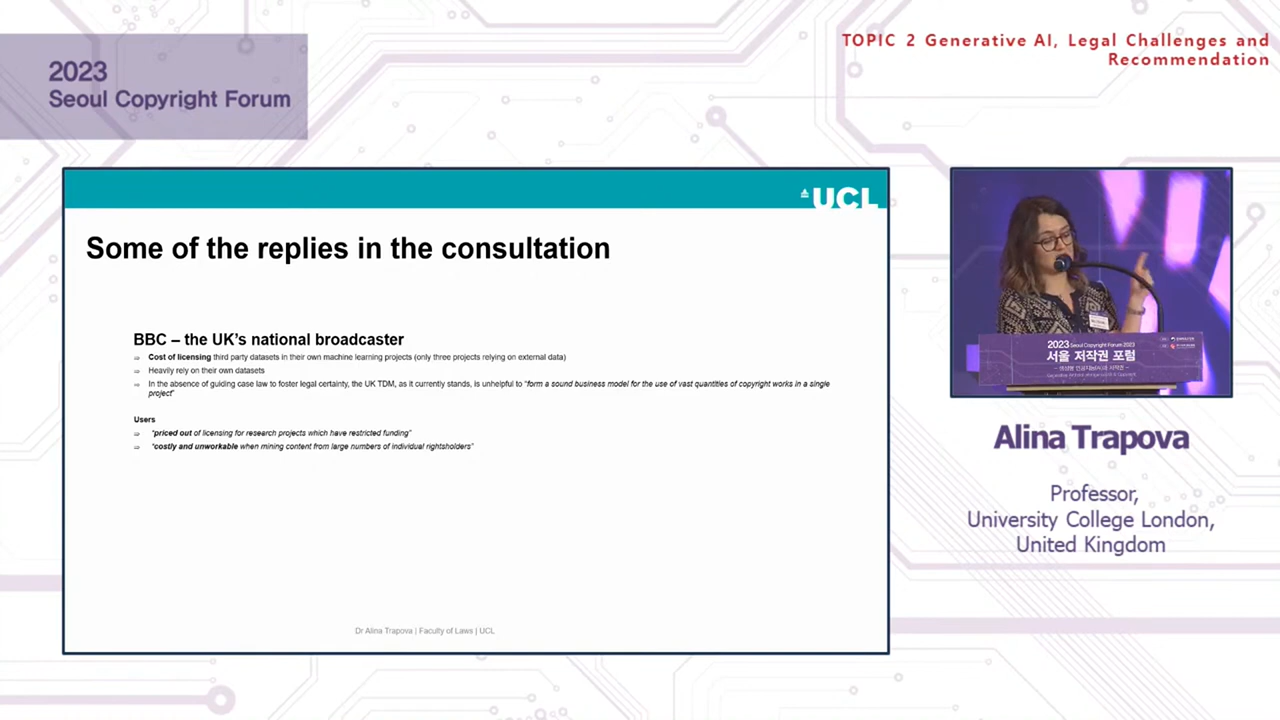 2023
Seoul Copyright Forum
TOPIC 2 Generative AI, Legal Challenges and
Recommendation
UCL
Some of the replies in the consultation
BBC – the UK's national broadcaster
⇒ Cost of licensing third party datasets in their own machine learning projects (only three projects relying on external data)
⇒ Heavily rely on their own datasets
⇒ In the absence of guiding case law to foster legal certainty, the UK TDM, as it currently stands, is unhelpful to "form a sound business model for the use of vast quantities of copyright works in a single
project"
Users
⇒ "priced out of licensing for research projects which have restricted funding"
⇒ "costly and unworkable when mining content from large numbers of individual rightsholders"
Dr Alina Trapova | Faculty of Laws | UCL
2023 Seoul Copyright Forum 2023
서울 저작권 포럼
Alina Trapova
Professor,
University College London,
United Kingdom